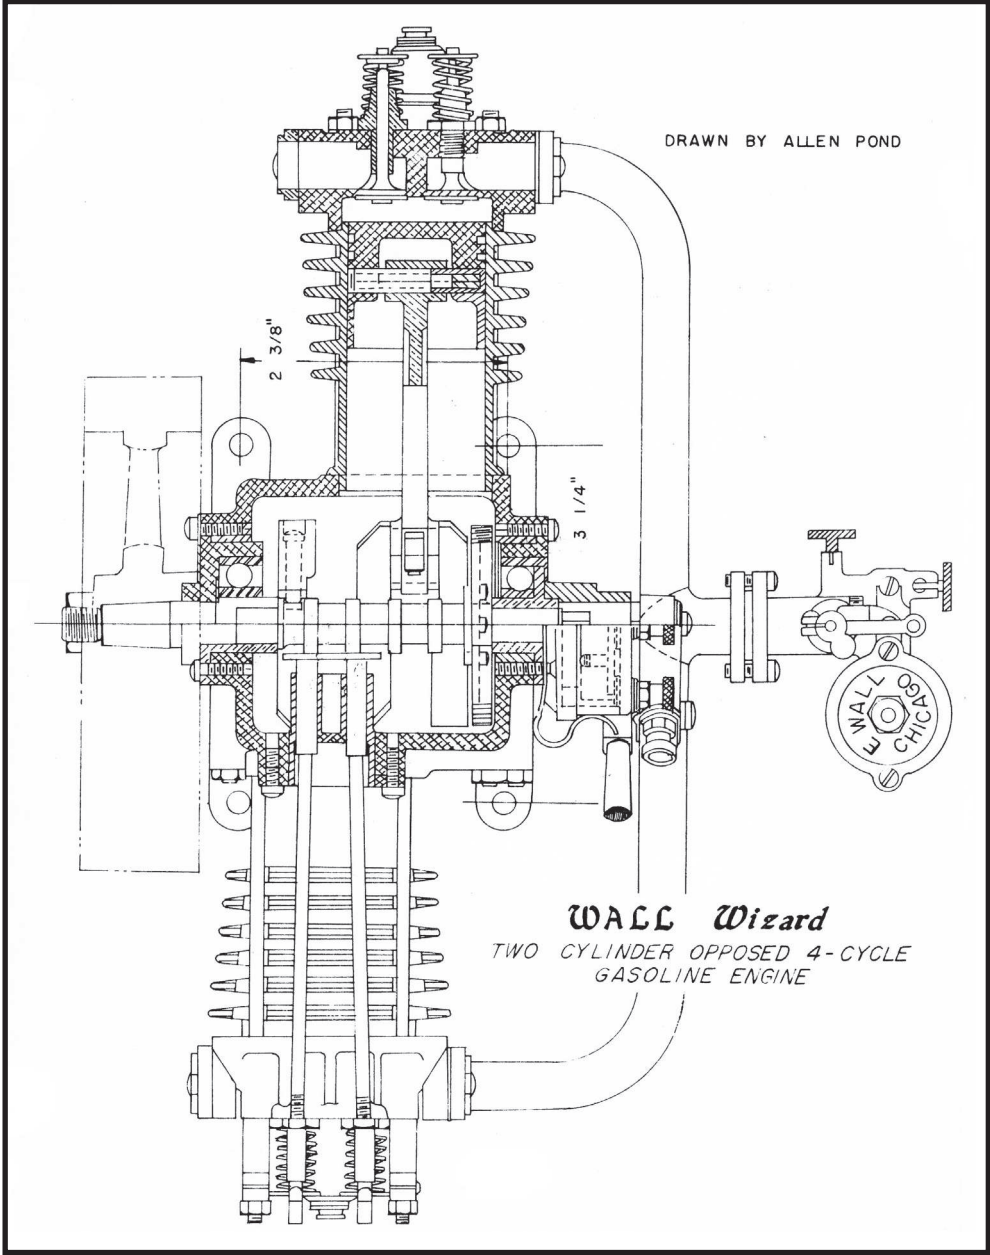 DRAWN BY ALLEN POND
2 3/8"
3 1/4"
E WALL
CHICAGO
WALL Wizard
TWO CYLINDER OPPOSED 4-CYCLE
GASOLINE ENGINE